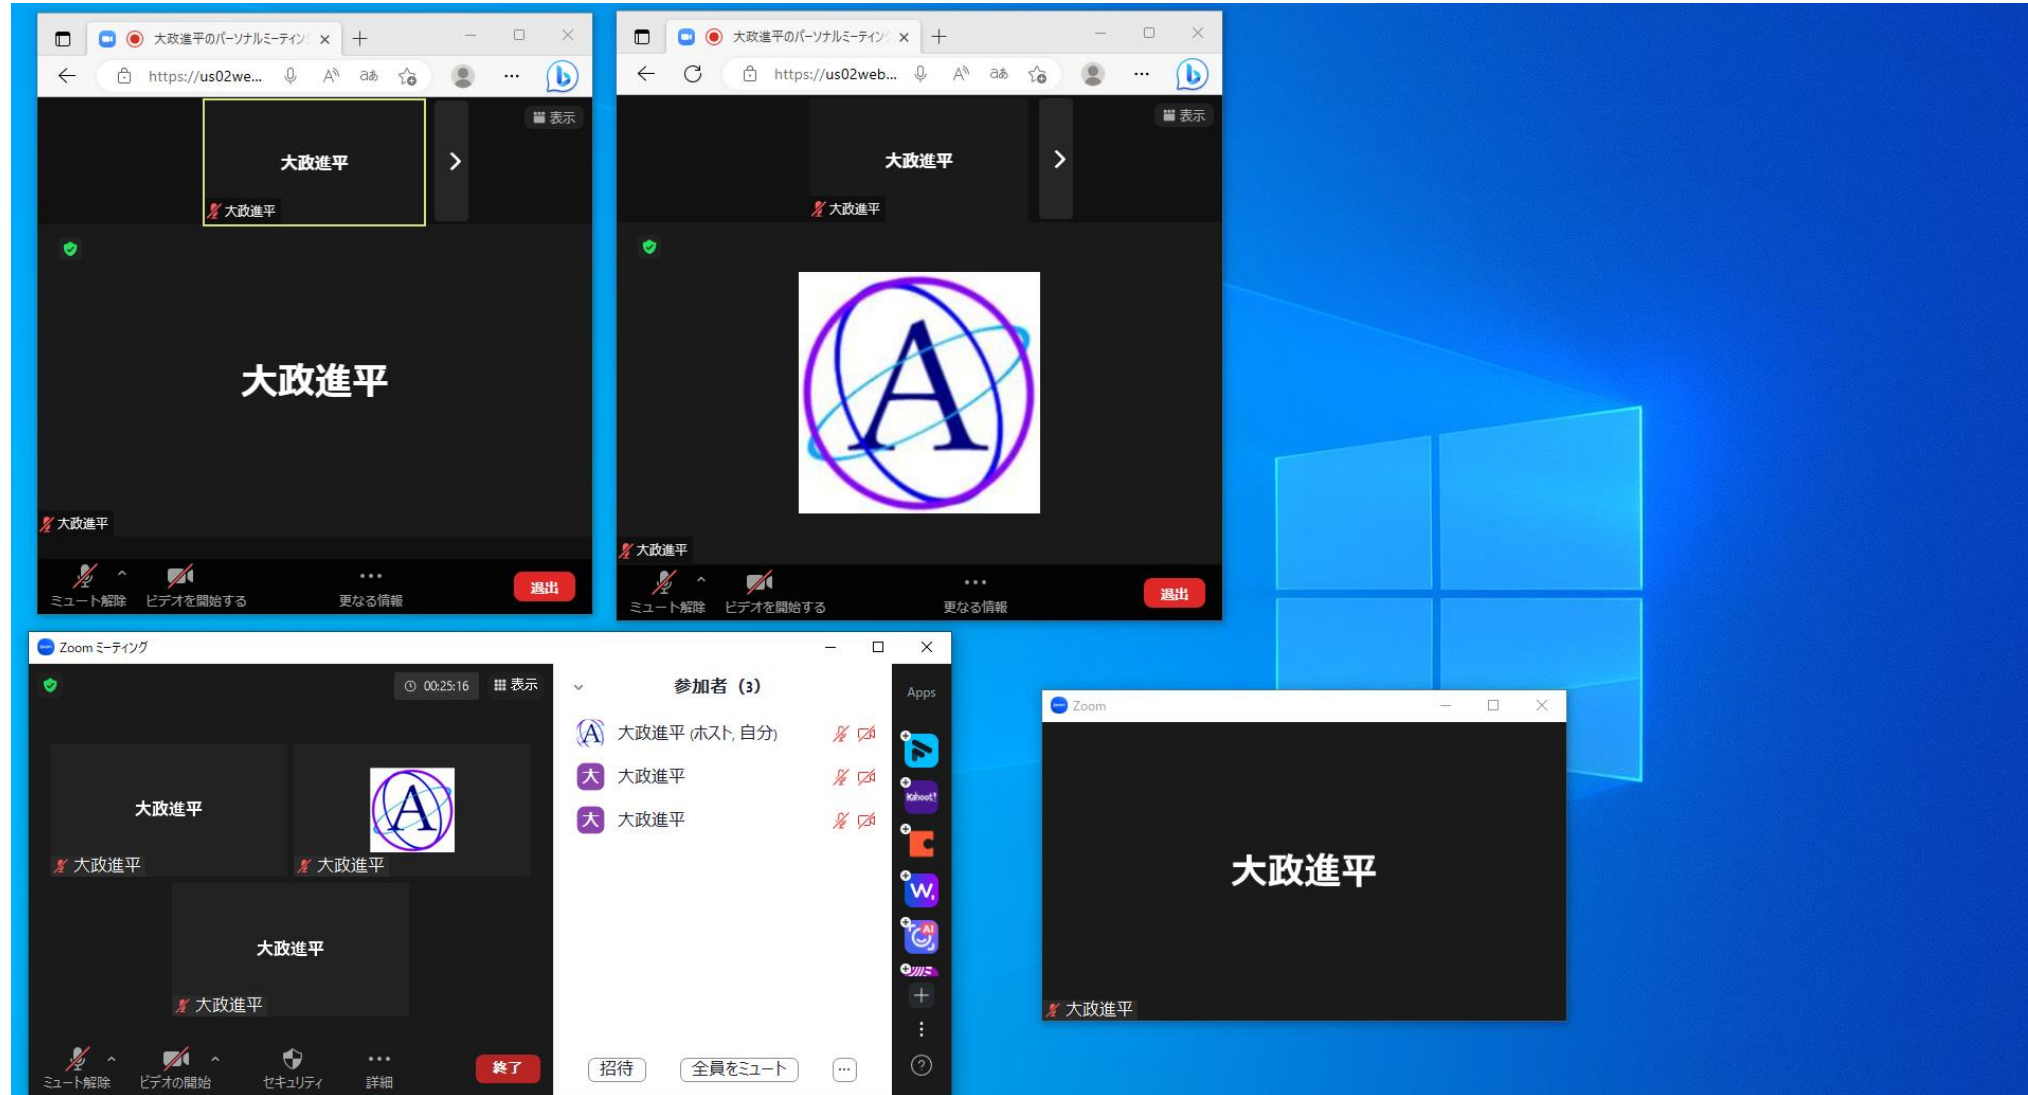 大政進平のパーソナルミーティング
https://us02we...
aあ
表示
大政進平
大政進平
大政進平
大政進平
ミュート解除
ビデオを開始する
更なる情報
退出
大政進平のパーソナルミーティング
https://us02web...
aあ
表示
大政進平
大政進平
A
大政進平
ミュート解除
ビデオを開始する
更なる情報
退出
Zoom ミーティング
00:25:16
表示
参加者 (3)
Apps
大政進平 (ホスト, 自分)
大 大政進平
大 大政進平
Kahoot!
大政進平
大政進平
A
大政進平
W,
AI
大政進平
大政進平
ミュート解除
ビデオの開始
セキュリティ
詳細
終了
招待
全員をミュート
Zoom
大政進平
大政進平